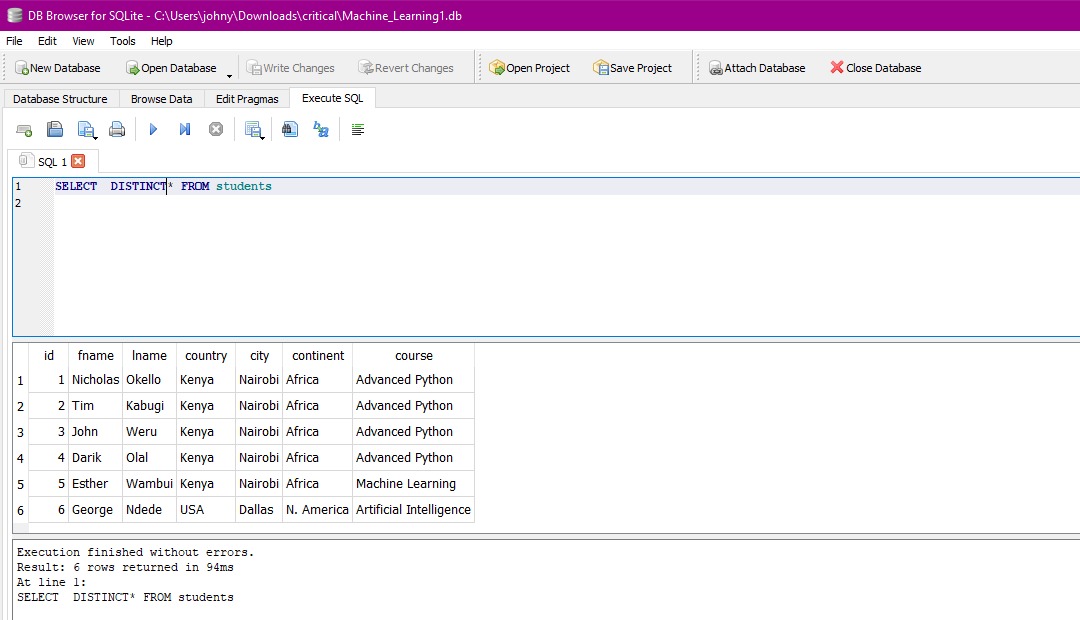 DB Browser for SQLite - C:\Users\johny\Downloads\critical\Machine_Learning1.db
File Edit View Tools Help
New Database Open Database Write Changes Revert Changes Open Project Save Project Attach Database Close Database
Database Structure Browse Data Edit Pragmas Execute SQL
SQL 1
1 SELECT  DISTINCT* FROM students
2
id fname lname country city continent course
1 1 Nicholas Okello Kenya Nairobi Africa Advanced Python
2 2 Tim Kabugi Kenya Nairobi Africa Advanced Python
3 3 John Weru Kenya Nairobi Africa Advanced Python
4 4 Darik Olal Kenya Nairobi Africa Advanced Python
5 5 Esther Wambui Kenya Nairobi Africa Machine Learning
6 6 George Ndede USA Dallas N. America Artificial Intelligence
Execution finished without errors.
Result: 6 rows returned in 94ms
At line 1:
SELECT  DISTINCT* FROM students